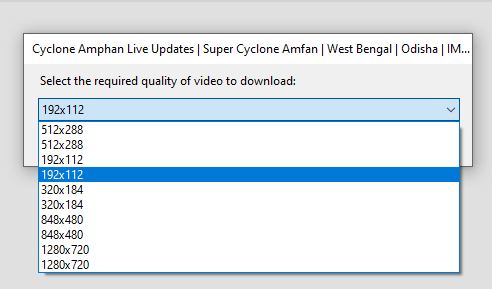 Cyclone Amphan Live Updates | Super Cyclone Amfan | West Bengal | Odisha | IM...
Select the required quality of video to download:
192x112
512x288
512x288
192x112
192x112
320x184
320x184
848x480
848x480
1280x720
1280x720